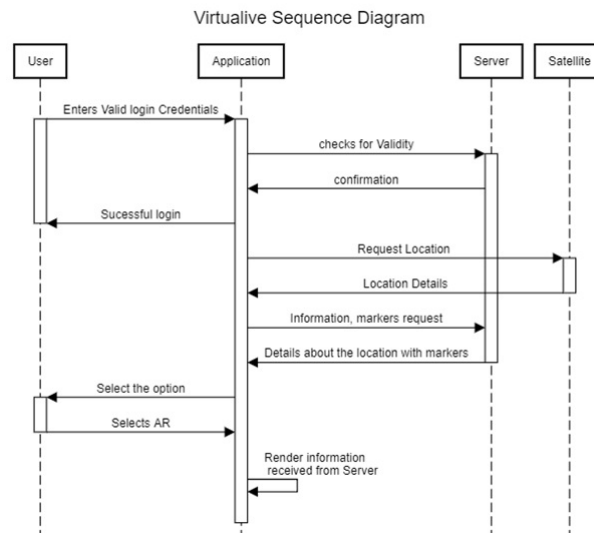 Virtualive Sequence Diagram
User
Application
Server
Satellite
Enters Valid login Credentials
checks for Validity
confirmation
Sucessful login
Request Location
Location Details
Information, markers request
Details about the location with markers
Select the option
Selects AR
Render information
received from Server